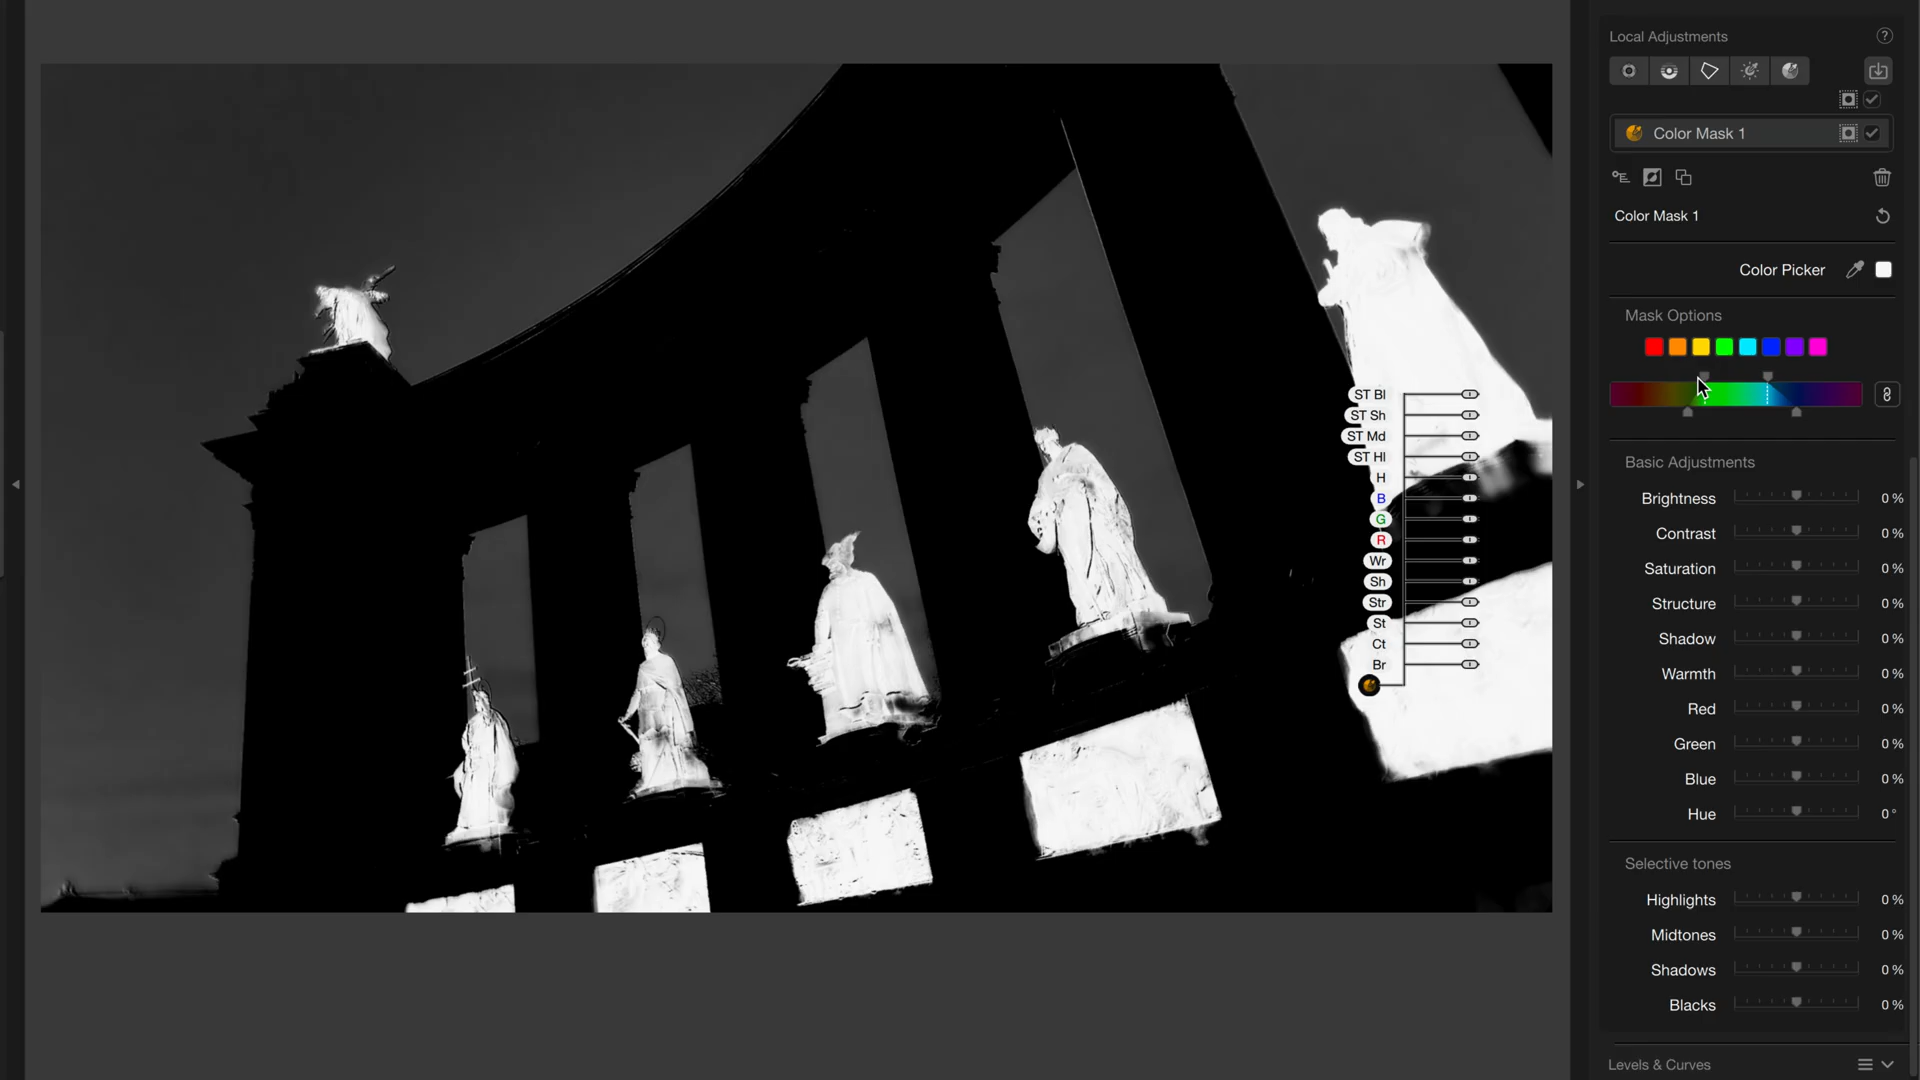 Local Adjustments
?
Color Mask 1
Color Mask 1
Color Picker
Mask Options
Basic Adjustments
Brightness 0 %
Contrast 0 %
Saturation 0 %
Structure 0 %
Shadow 0 %
Warmth 0 %
Red 0 %
Green 0 %
Blue 0 %
Hue 0 °
Selective tones
Highlights 0 %
Midtones 0 %
Shadows 0 %
Blacks 0 %
Levels & Curves
ST Bl
ST Sh
ST Md
ST Hl
H
B
G
R
Wr
Sh
Str
St
Ct
Br